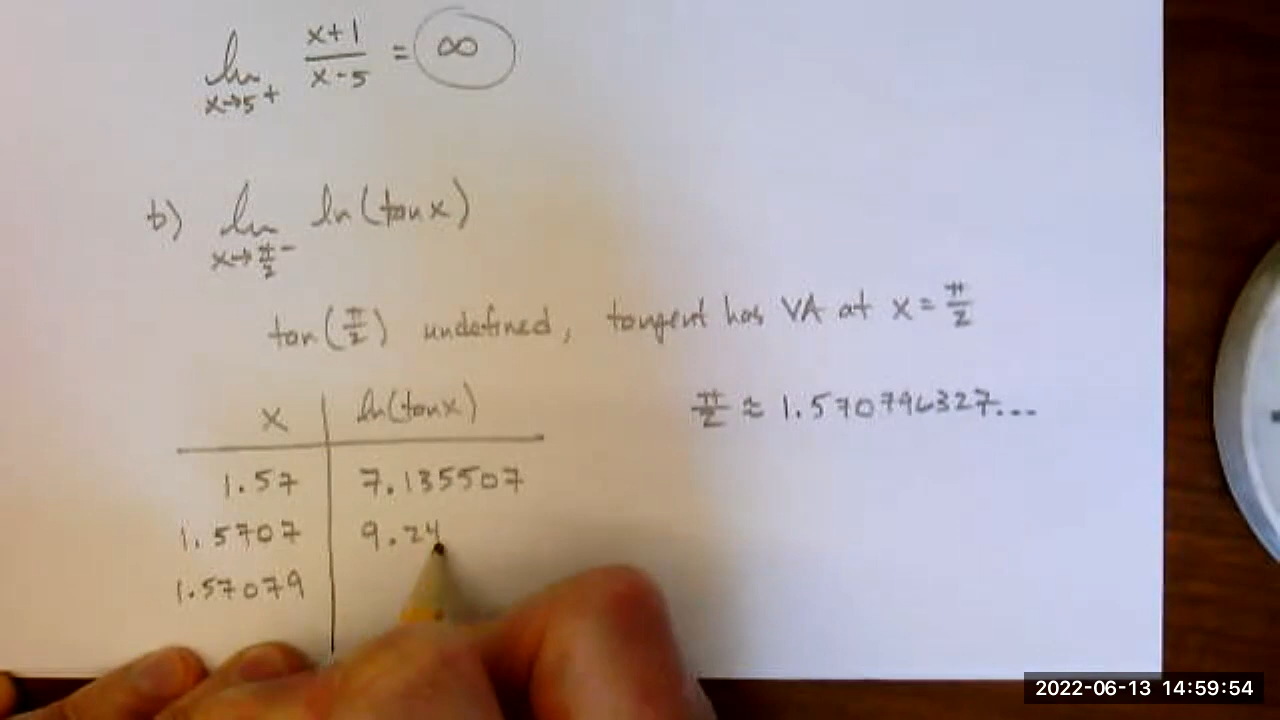 lim x→5⁺ x+1/x-5 = ∞
b) lim x→π/2⁻ ln(tan x)
tan(π/2) undefined, tangent has VA at x = π/2
x ln(tan x)
π/2 ≈ 1.570796327...
1.57 7.135507
1.5707 9.24
1.57079
2022-06-13 14:59:54